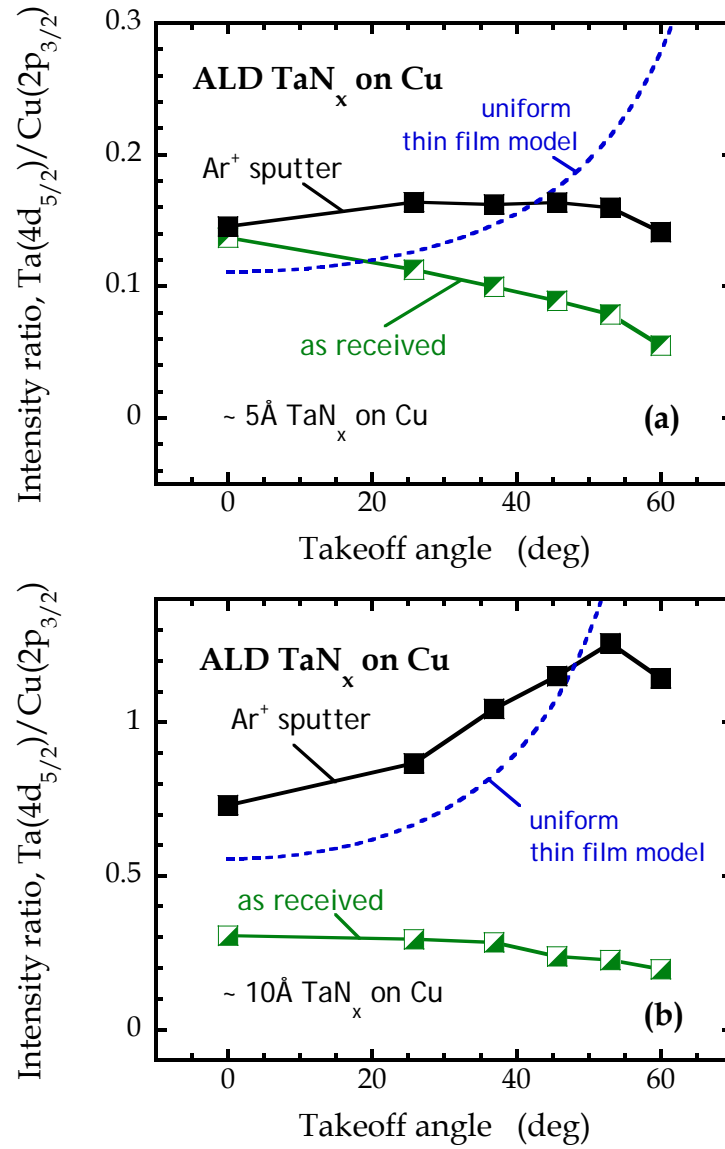 Intensity ratio, Ta(4d5/2)/Cu(2p3/2)
0.3
0.2
0.1
0
ALD TaNx on Cu
uniform
thin film model
Ar+ sputter
as received
~ 5Å TaNx on Cu
(a)
0
20
40
60
Takeoff angle (deg)
Intensity ratio, Ta(4d5/2)/Cu(2p3/2)
1
0.5
0
ALD TaNx on Cu
Ar+ sputter
uniform
thin film model
as received
~ 10Å TaNx on Cu
(b)
0
20
40
60
Takeoff angle (deg)